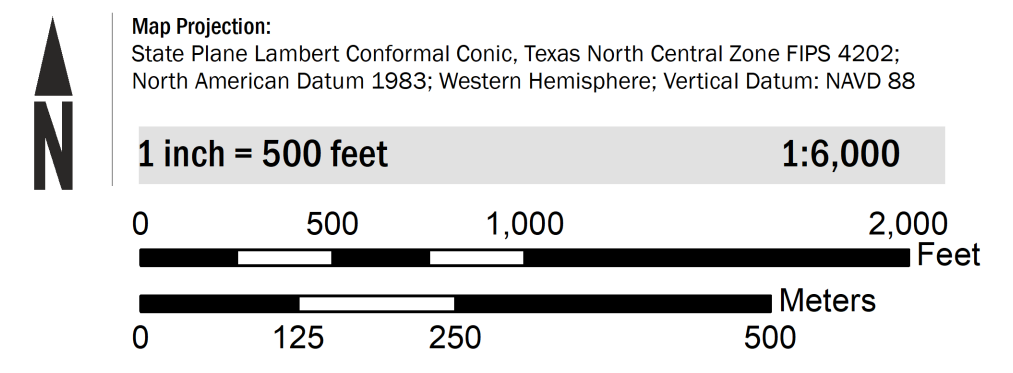 N
Map Projection:
State Plane Lambert Conformal Conic, Texas North Central Zone FIPS 4202;
North American Datum 1983; Western Hemisphere; Vertical Datum: NAVD 88
1 inch = 500 feet 1:6,000
0 500 1,000 2,000
Feet
Meters
0 125 250 500